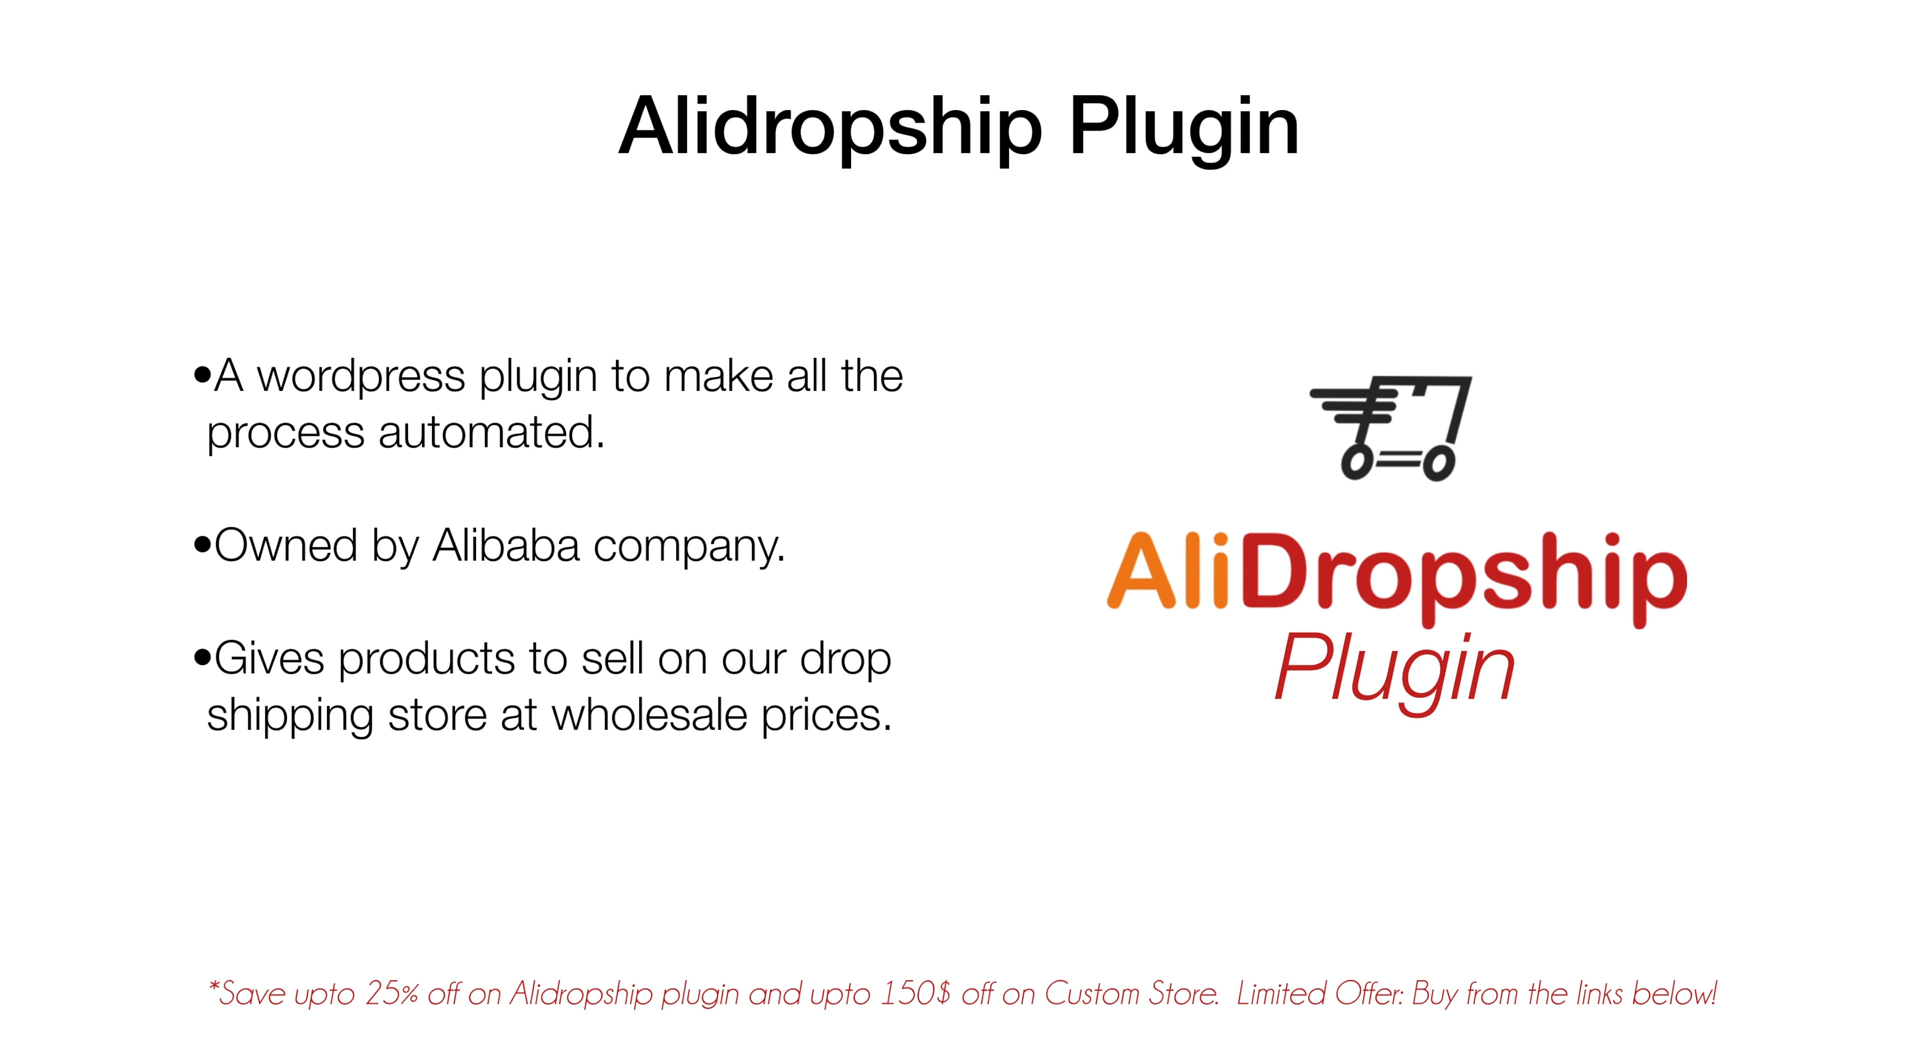 Alidropship Plugin
•A wordpress plugin to make all the
process automated.
•Owned by Alibaba company.
•Gives products to sell on our drop
shipping store at wholesale prices.
AliDropship
Plugin
*Save upto 25% off on Alidropship plugin and upto 150$ off on Custom Store. Limited Offer: Buy from the links below!